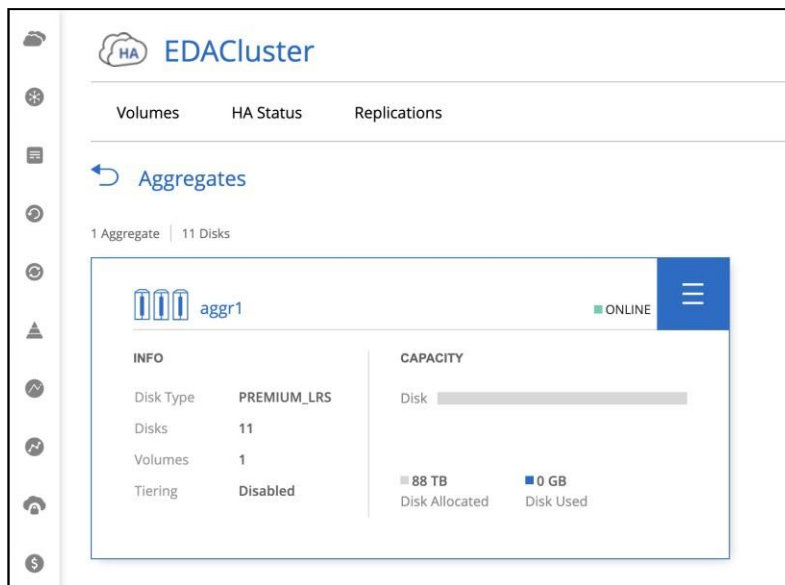 HA EDACluster
Volumes HA Status Replications
Aggregates
1 Aggregate 11 Disks
aggr1 ONLINE
INFO
Disk Type PREMIUM_LRS
Disks 11
Volumes 1
Tiering Disabled
CAPACITY
Disk
88 TB 0 GB
Disk Allocated Disk Used
$